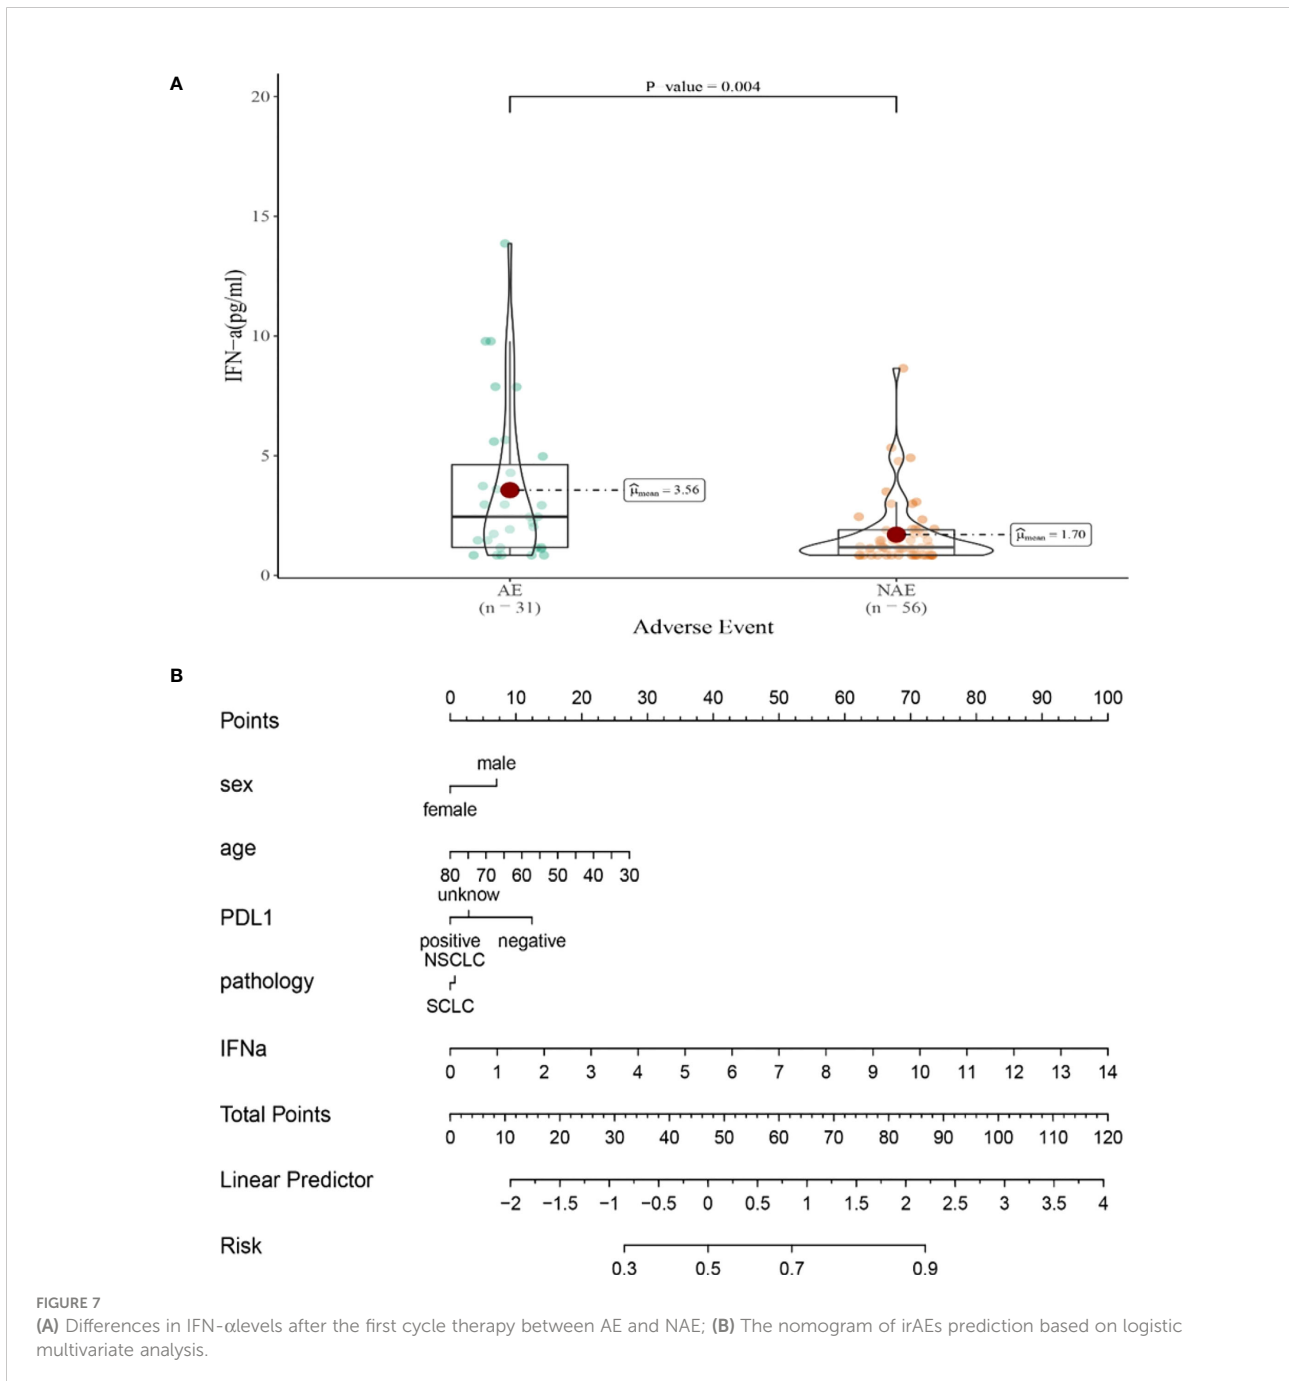 A
P-value = 0.004
20
15
10
5
0
IFN-a(pg/ml)
μ̂mean = 3.56
μ̂mean = 1.70
AE
(n = 31)
NAE
(n = 56)
Adverse Event
B
Points
0 10 20 30 40 50 60 70 80 90 100
sex
male
female
age
80 70 60 50 40 30
PDL1
unknow
positive negative
pathology
NSCLC
SCLC
IFNa
0 1 2 3 4 5 6 7 8 9 10 11 12 13 14
Total Points
0 10 20 30 40 50 60 70 80 90 100 110 120
Linear Predictor
−2 −1.5 −1 −0.5 0 0.5 1 1.5 2 2.5 3 3.5 4
Risk
0.3 0.5 0.7 0.9
FIGURE 7
(A) Differences in IFN-αlevels after the first cycle therapy between AE and NAE; (B) The nomogram of irAEs prediction based on logistic
multivariate analysis.